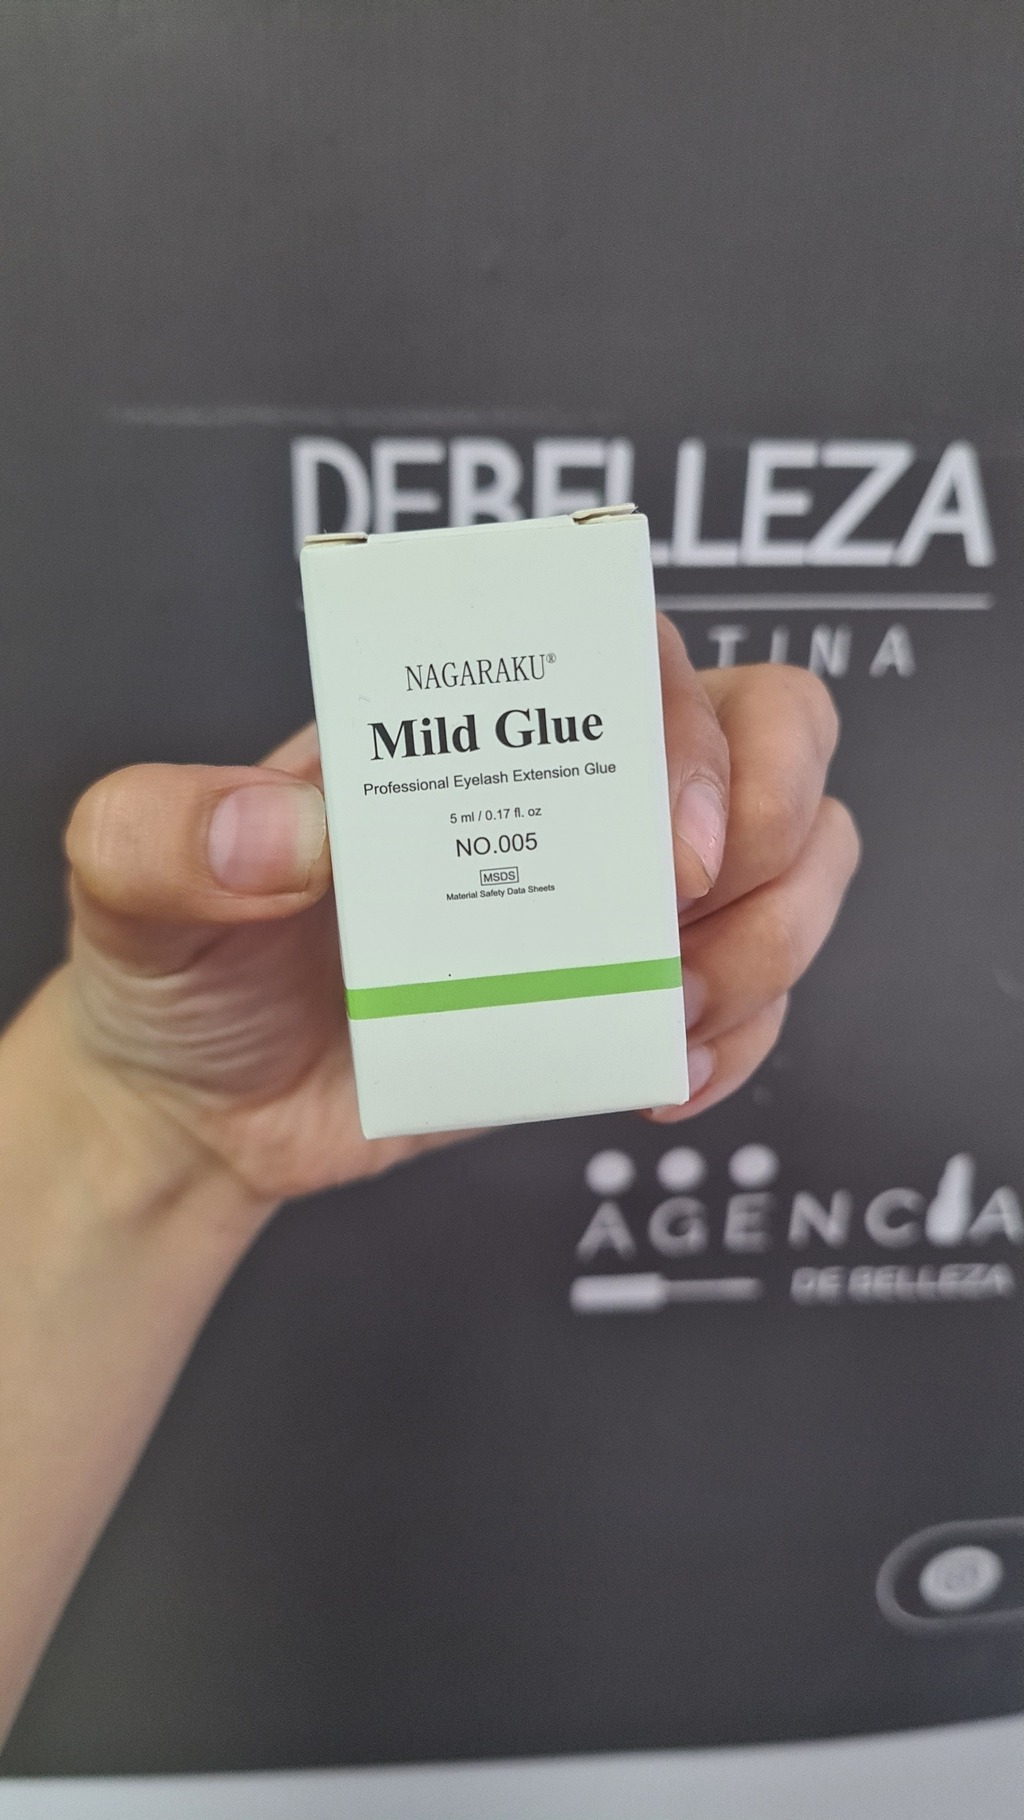 DEBELLEZA
TINA
NAGARAKU®
Mild Glue
Professional Eyelash Extension Glue
5 ml / 0.17 fl. oz
NO.005
MSDS
Material Safety Data Sheets
AGENCIA
DE BELLEZA